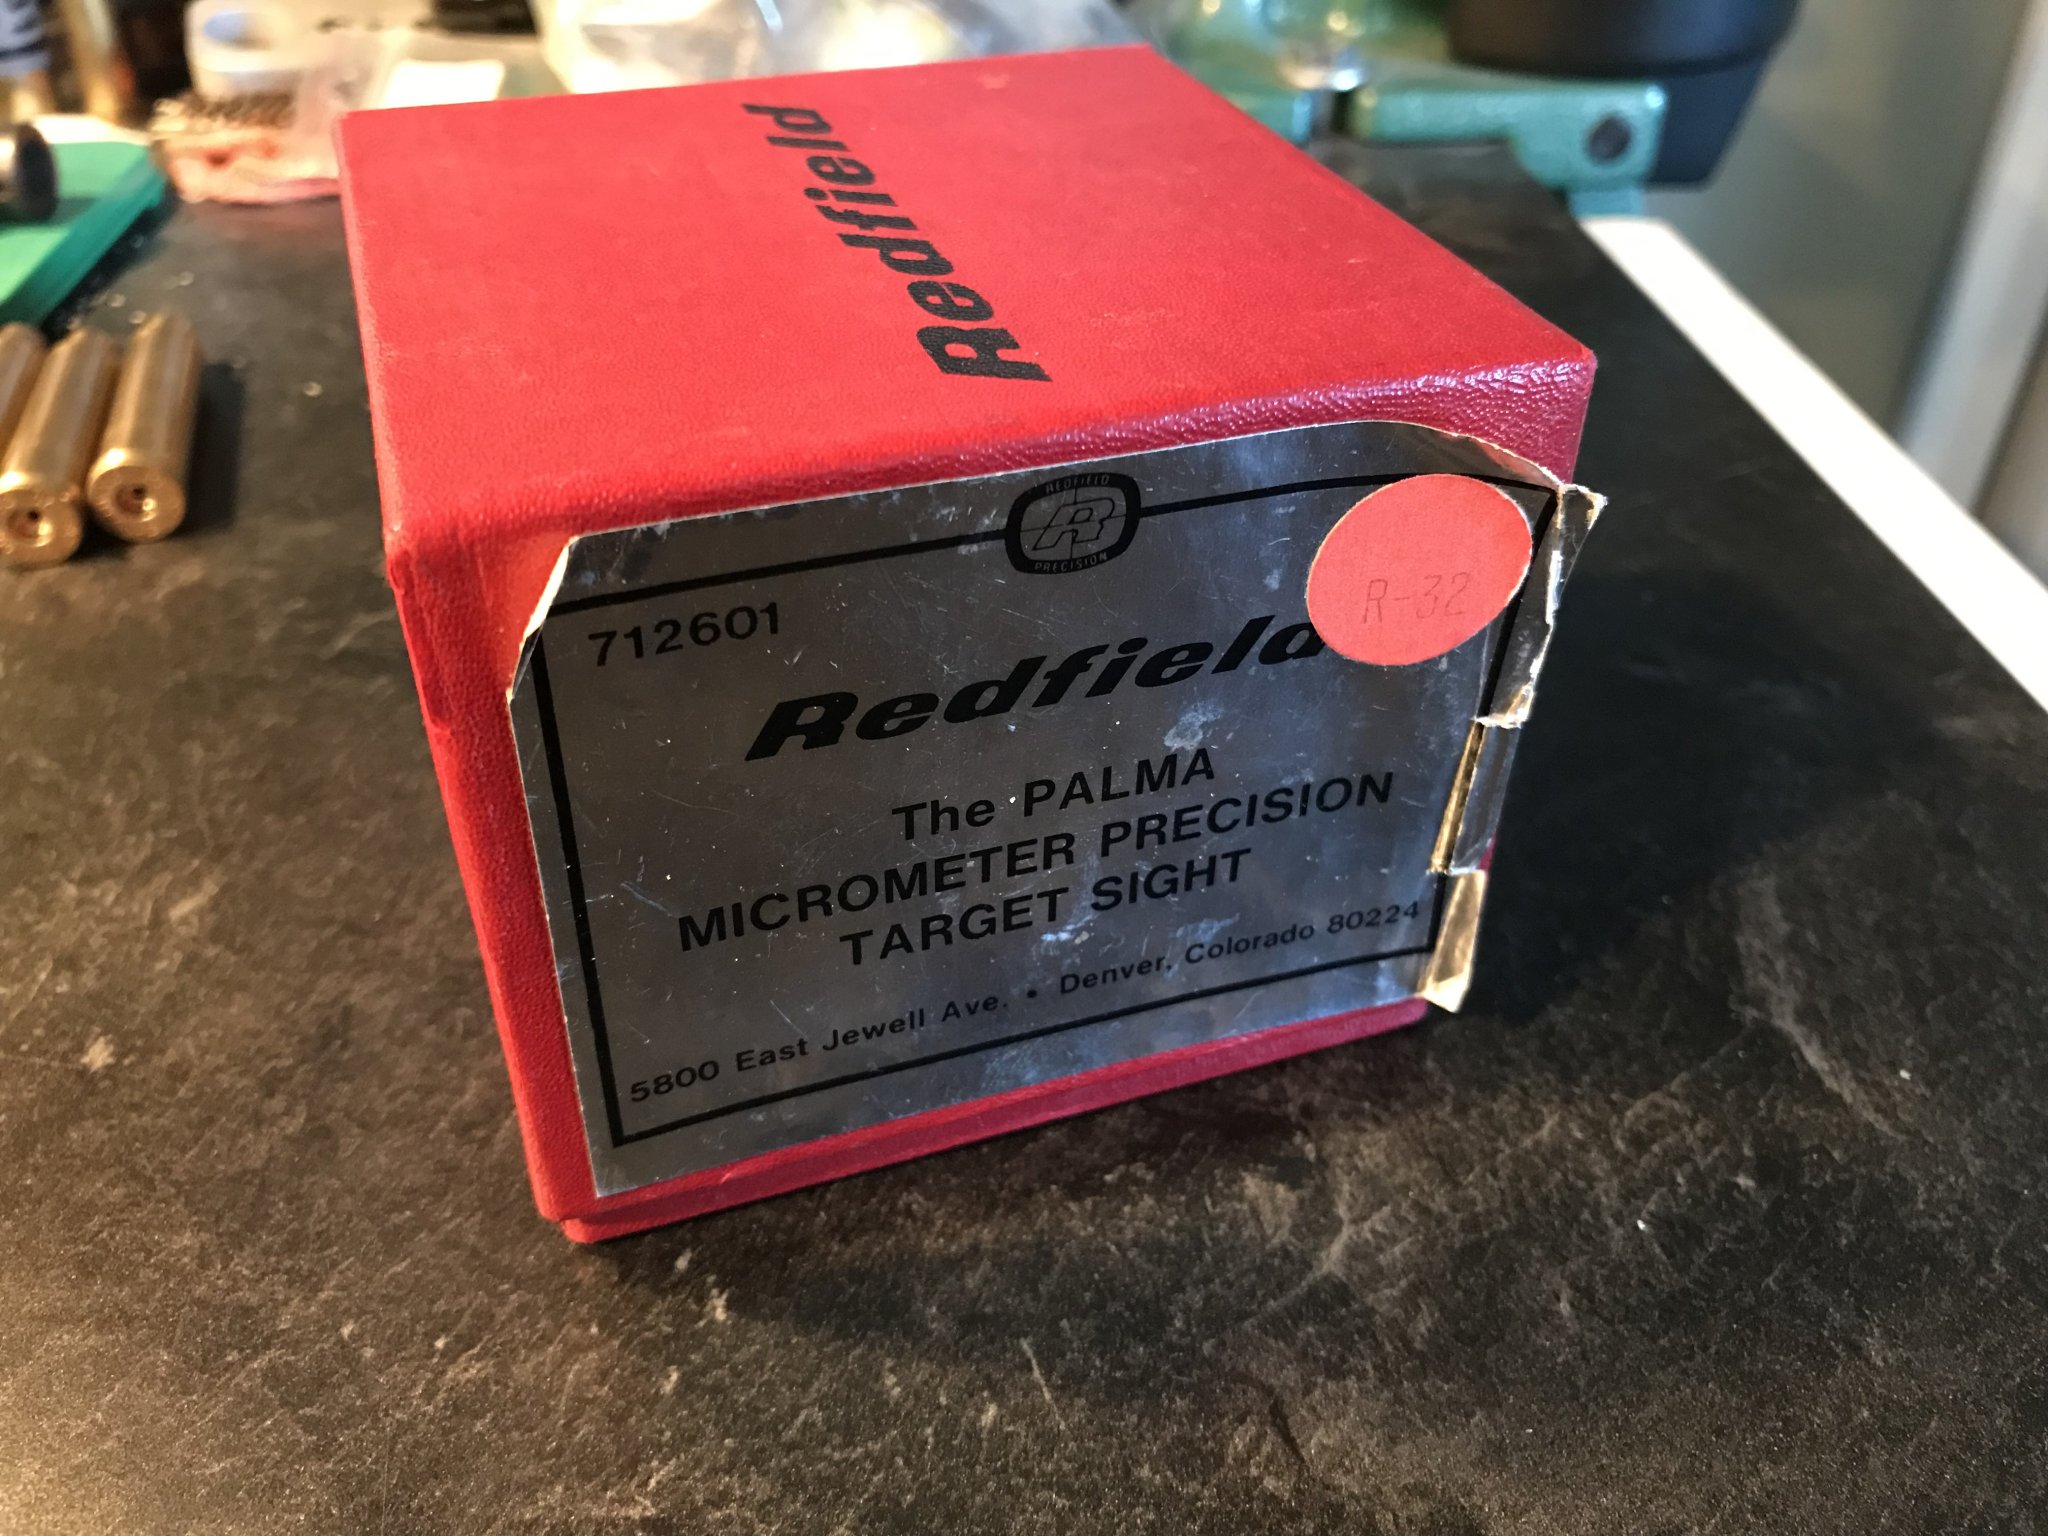 Redfield
REDFIELD
R
PRECISION
712601
R-32
Redfield
The PALMA
MICROMETER PRECISION
TARGET SIGHT
5800 East Jewell Ave. • Denver, Colorado 80224